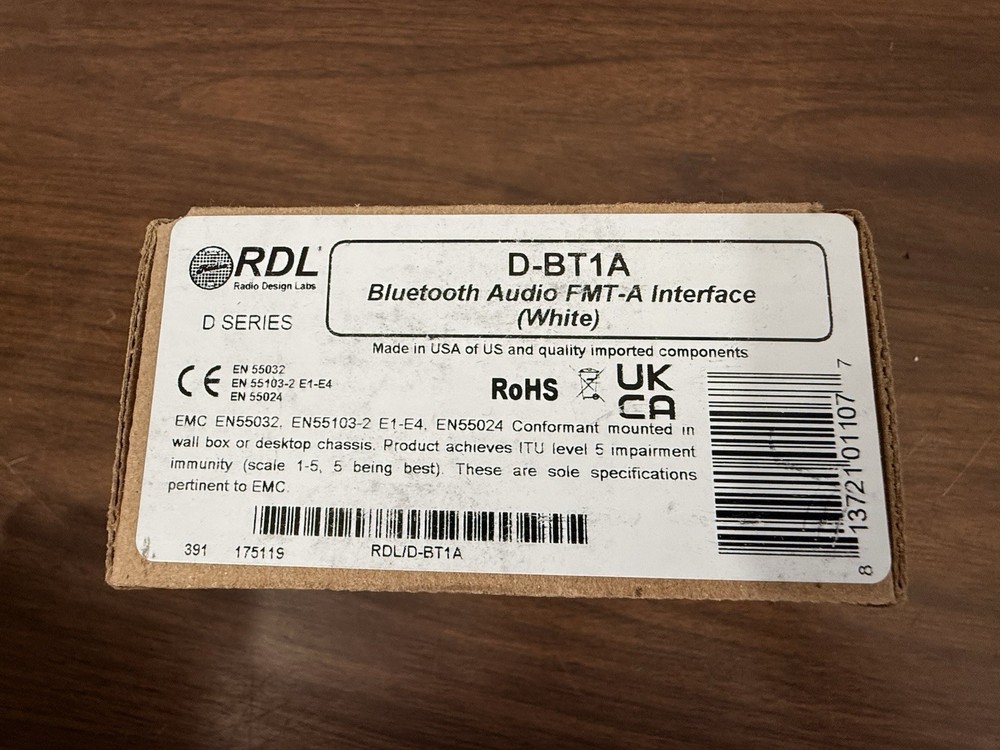 RDL
Radio Design Labs
D SERIES
D-BT1A
Bluetooth Audio FMT-A Interface
(White)
Made in USA of US and quality imported components
CE
EN 55032
EN 55103-2 E1-E4
EN 55024
RoHS
UK
CA
EMC EN55032, EN55103-2 E1-E4, EN55024 Conformant mounted in
wall box or desktop chassis. Product achieves ITU level 5 impairment
immunity (scale 1-5, 5 being best). These are sole specifications
pertinent to EMC.
391 175119
RDL/D-BT1A
8 13721 01107 7